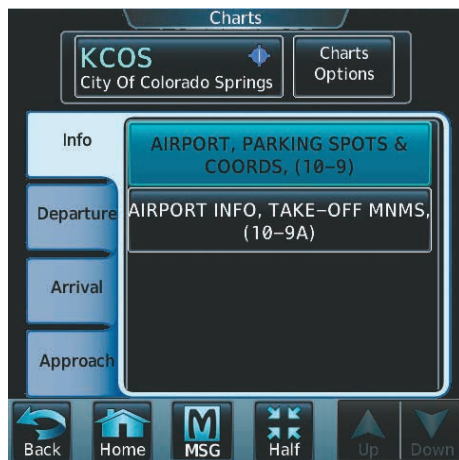 Charts
KCOS
City Of Colorado Springs
Charts
Options
Info
AIRPORT, PARKING SPOTS &
COORDS, (10-9)
Departure
AIRPORT INFO, TAKE-OFF MNMS,
(10-9A)
Arrival
Approach
Back
Home
MSG
Half
Up
Down